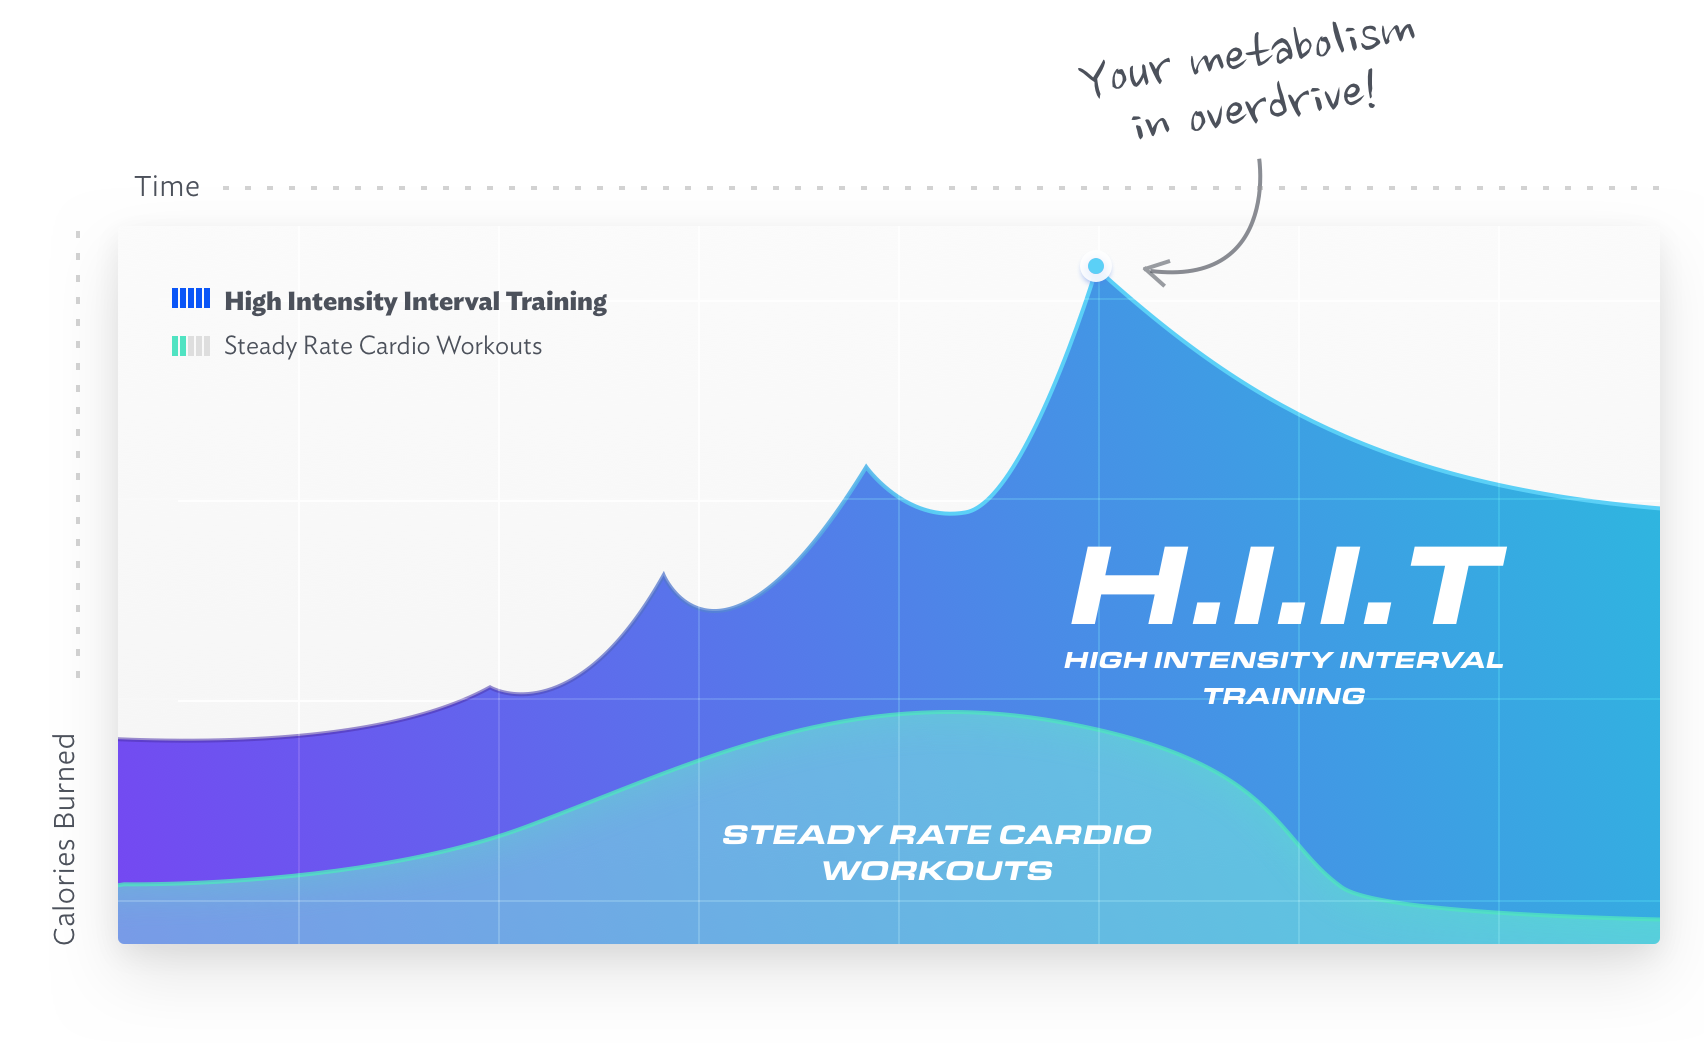 Your metabolism
in overdrive!
Time
High Intensity Interval Training
Steady Rate Cardio Workouts
H.I.I.T
HIGH INTENSITY INTERVAL
TRAINING
STEADY RATE CARDIO
WORKOUTS
Calories Burned